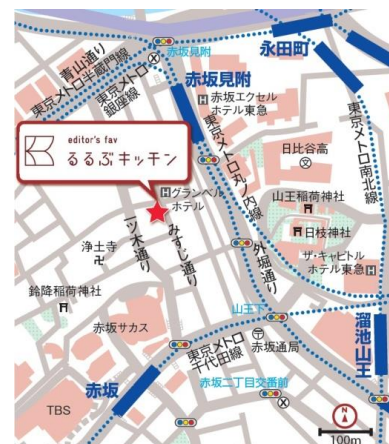 赤坂見附
永田町
青山通り
東京メトロ半蔵門線
東京メトロ
銀座線
赤坂見附
赤坂エクセル
ホテル東急
日比谷高
東京メトロ南北線
東京メトロ丸ノ内線
editor's fav
るるぶキッチン
グランベル
ホテル
山王稲荷神社
日枝神社
一ツ木通り
みすじ通り
外堀通り
浄土寺
ザ・キャピトル
ホテル東急
鈴降稲荷神社
山王下
赤坂サカス
東京メトロ
千代田線
赤坂通局
溜池山王
赤坂
赤坂二丁目交番前
TBS
N
100m